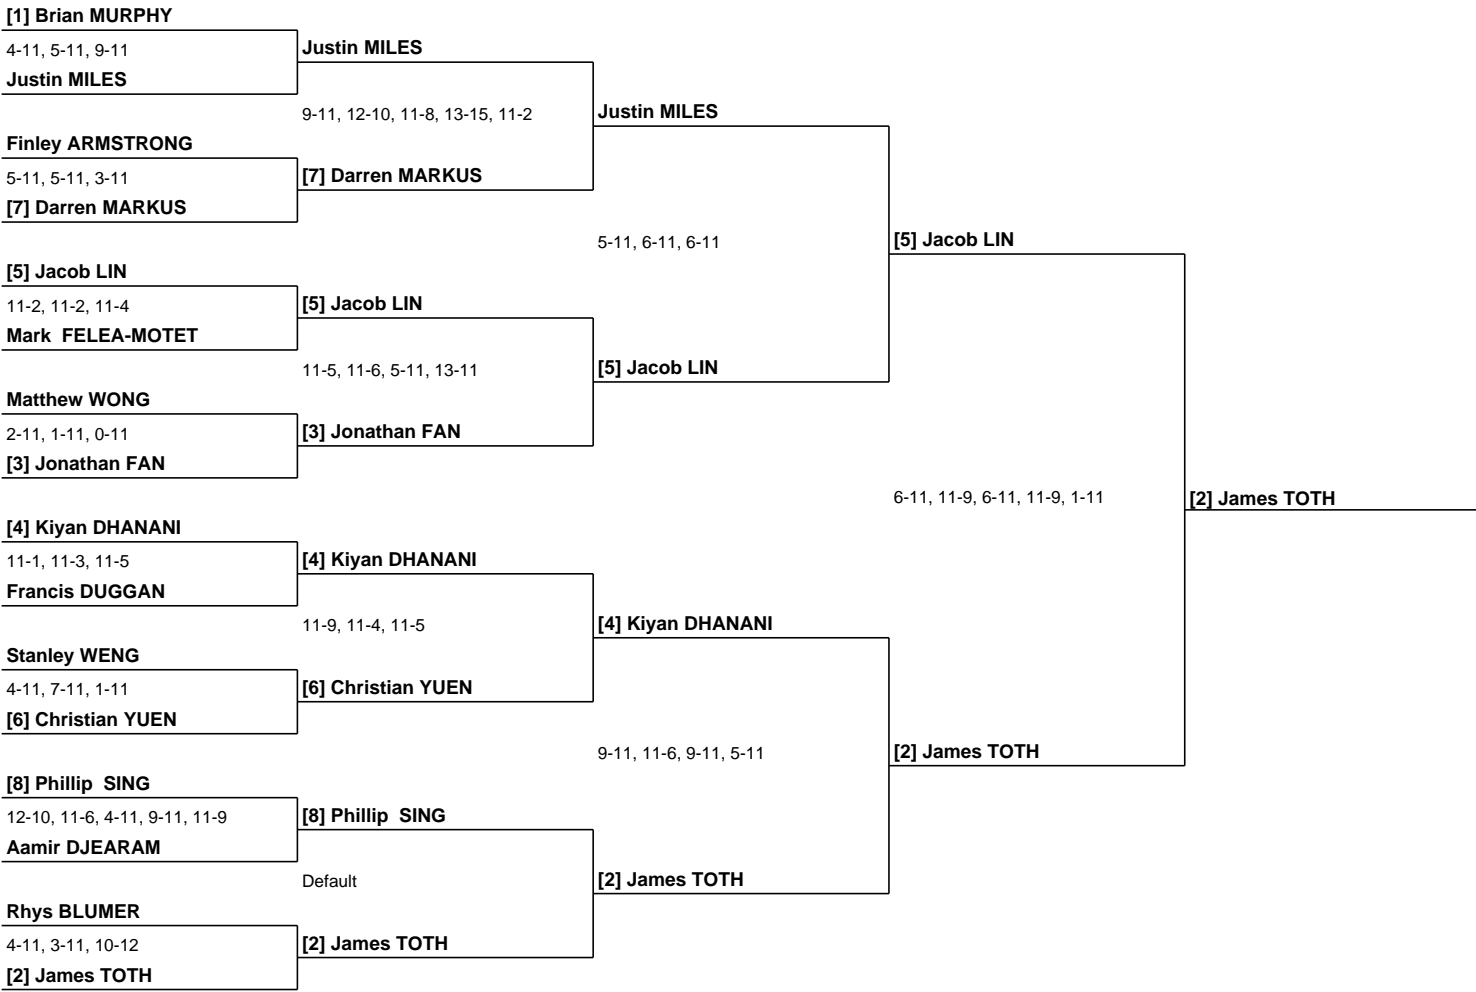 [1] Brian MURPHY
4-11, 5-11, 9-11
Justin MILES
Finley ARMSTRONG
5-11, 5-11, 3-11
[7] Darren MARKUS
[5] Jacob LIN
11-2, 11-2, 11-4
Mark  FELEA-MOTET
Matthew WONG
2-11, 1-11, 0-11
[3] Jonathan FAN
[4] Kiyan DHANANI
11-1, 11-3, 11-5
Francis DUGGAN
Stanley WENG
4-11, 7-11, 1-11
[6] Christian YUEN
[8] Phillip  SING
12-10, 11-6, 4-11, 9-11, 11-9
Aamir DJEARAM
Rhys BLUMER
4-11, 3-11, 10-12
[2] James TOTH
Justin MILES
9-11, 12-10, 11-8, 13-15, 11-2
[7] Darren MARKUS
[5] Jacob LIN
11-5, 11-6, 5-11, 13-11
[3] Jonathan FAN
[4] Kiyan DHANANI
11-9, 11-4, 11-5
[6] Christian YUEN
[8] Phillip  SING
Default
[2] James TOTH
Justin MILES
5-11, 6-11, 6-11
[5] Jacob LIN
[4] Kiyan DHANANI
9-11, 11-6, 9-11, 5-11
[2] James TOTH
[5] Jacob LIN
6-11, 11-9, 6-11, 11-9, 1-11
[2] James TOTH
[2] James TOTH